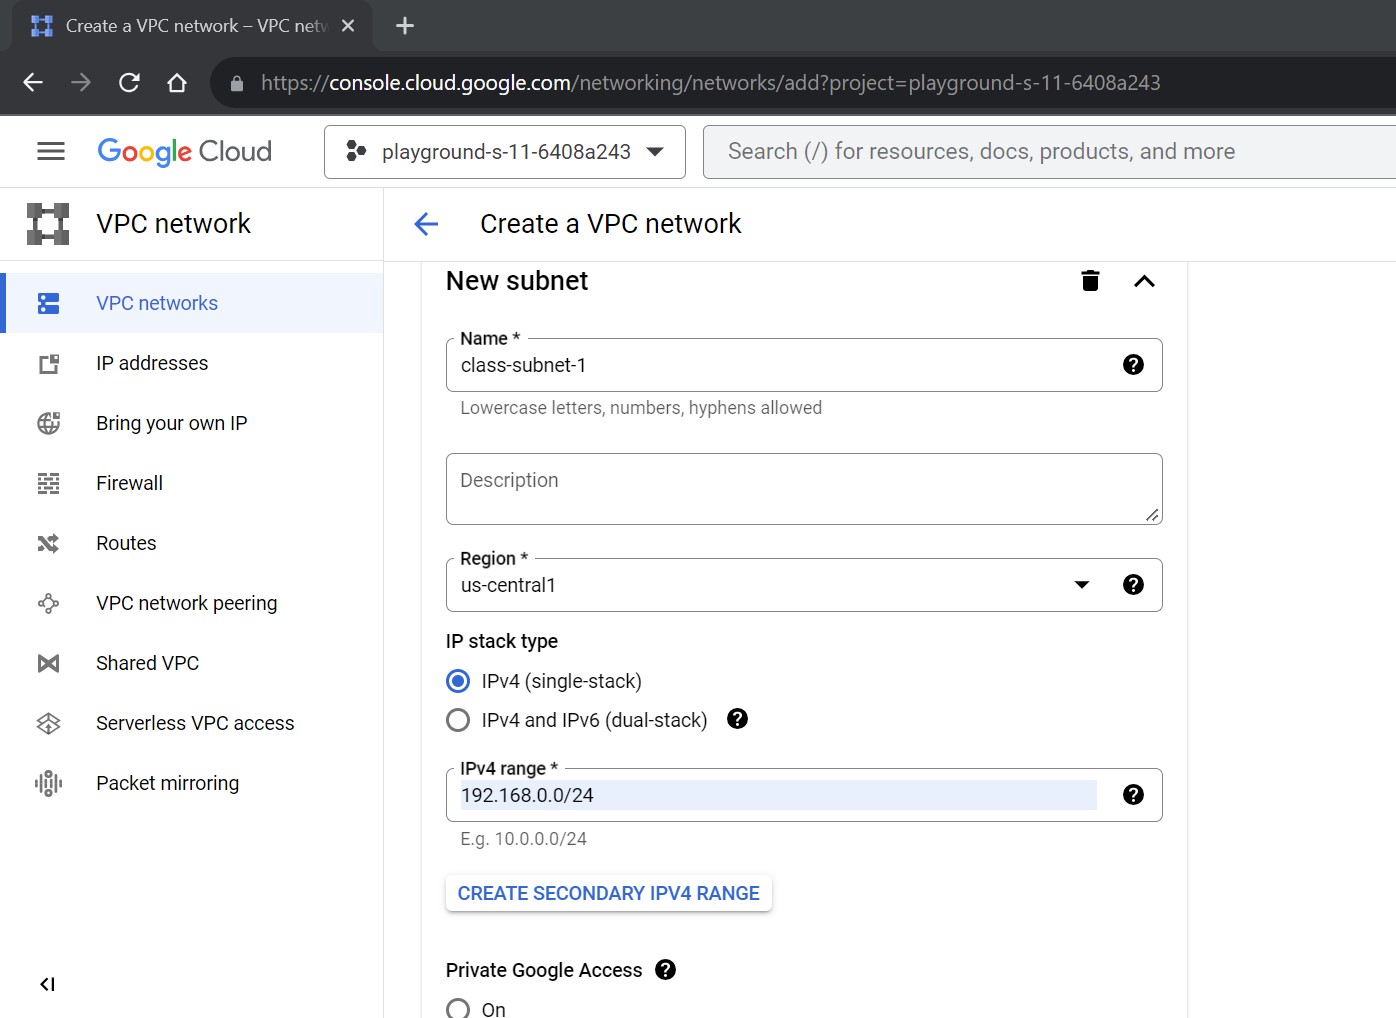 Create a VPC network – VPC netw
https://console.cloud.google.com/networking/networks/add?project=playground-s-11-6408a243
Google Cloud
playground-s-11-6408a243
Search (/) for resources, docs, products, and more
VPC network
Create a VPC network
VPC networks
IP addresses
Bring your own IP
Firewall
Routes
VPC network peering
Shared VPC
Serverless VPC access
Packet mirroring
New subnet
Name *
class-subnet-1
Lowercase letters, numbers, hyphens allowed
Description
Region *
us-central1
IP stack type
IPv4 (single-stack)
IPv4 and IPv6 (dual-stack)
IPv4 range *
192.168.0.0/24
E.g. 10.0.0.0/24
CREATE SECONDARY IPV4 RANGE
Private Google Access
On